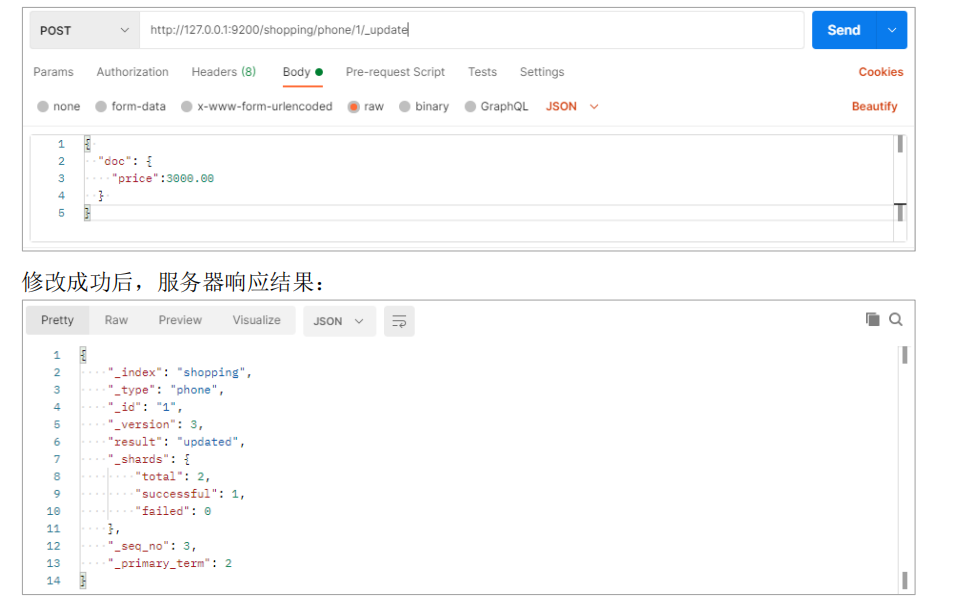 POST http://127.0.0.1:9200/shopping/phone/1/_update Send
Params Authorization Headers (8) Body Pre-request Script Tests Settings Cookies
none form-data x-www-form-urlencoded raw binary GraphQL JSON Beautify
1 {
2 "doc": {
3 "price":3000.00
4 }
5 }
修改成功后，服务器响应结果：
Pretty Raw Preview Visualize JSON
1 {
2 "_index": "shopping",
3 "_type": "phone",
4 "_id": "1",
5 "_version": 3,
6 "result": "updated",
7 "_shards": {
8 "total": 2,
9 "successful": 1,
10 "failed": 0
11 },
12 "_seq_no": 3,
13 "_primary_term": 2
14 }